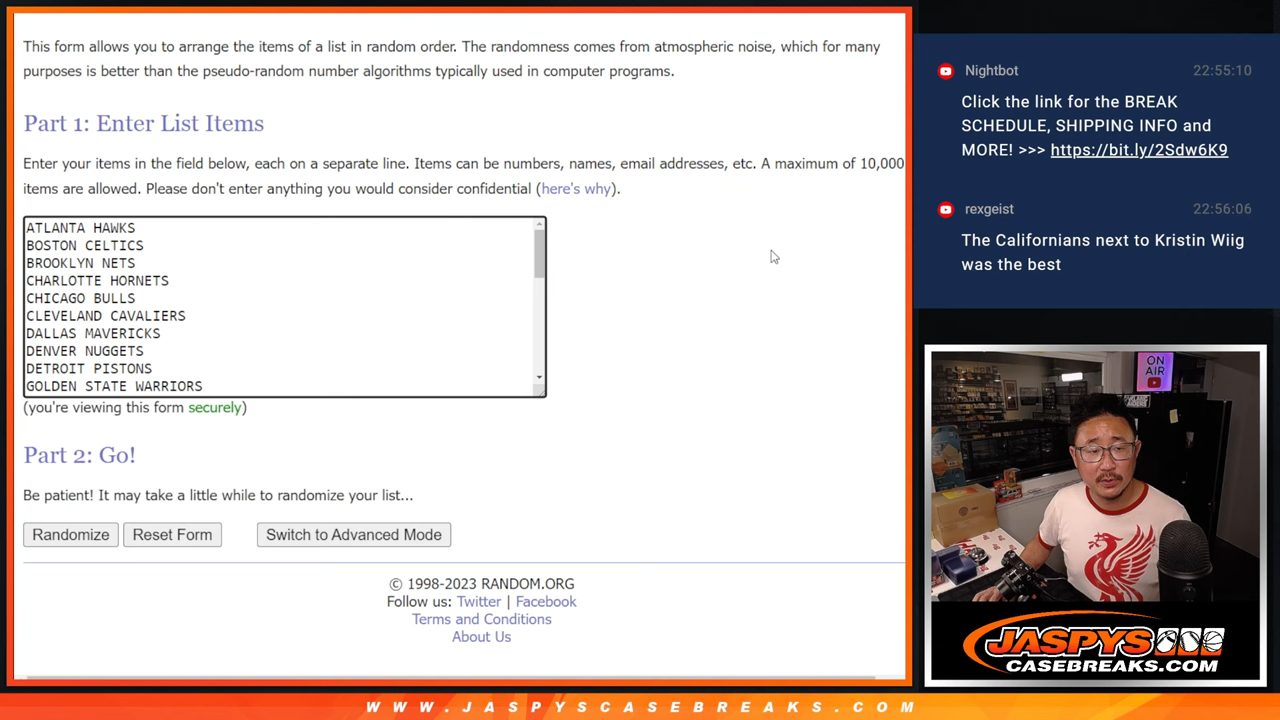 This form allows you to arrange the items of a list in random order. The randomness comes from atmospheric noise, which for many
purposes is better than the pseudo-random number algorithms typically used in computer programs.
Part 1: Enter List Items
Enter your items in the field below, each on a separate line. Items can be numbers, names, email addresses, etc. A maximum of 10,000
items are allowed. Please don't enter anything you would consider confidential (here's why).
ATLANTA HAWKS
BOSTON CELTICS
BROOKLYN NETS
CHARLOTTE HORNETS
CHICAGO BULLS
CLEVELAND CAVALIERS
DALLAS MAVERICKS
DENVER NUGGETS
DETROIT PISTONS
GOLDEN STATE WARRIORS
(you're viewing this form securely)
Part 2: Go!
Be patient! It may take a little while to randomize your list...
Randomize Reset Form Switch to Advanced Mode
© 1998-2023 RANDOM.ORG
Follow us: Twitter | Facebook
Terms and Conditions
About Us
Nightbot 22:55:10
Click the link for the BREAK
SCHEDULE, SHIPPING INFO and
MORE! >>> https://bit.ly/2Sdw6K9
rexgeist 22:56:06
The Californians next to Kristin Wiig
was the best
ON
AIR
JASPYS
CASEBREAKS.COM
WWW.JASPYSCASEBREAKS.COM